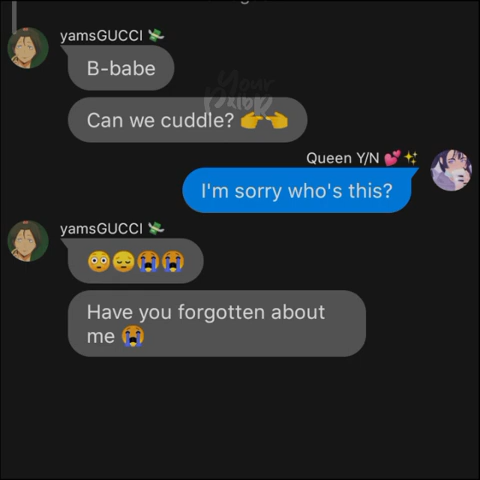 yamsGUCCI 💸
B-babe
Can we cuddle? 👉👈
Queen Y/N 💕✨
I'm sorry who's this?
yamsGUCCI 💸
😳😔😭😭
Have you forgotten about
me 😭